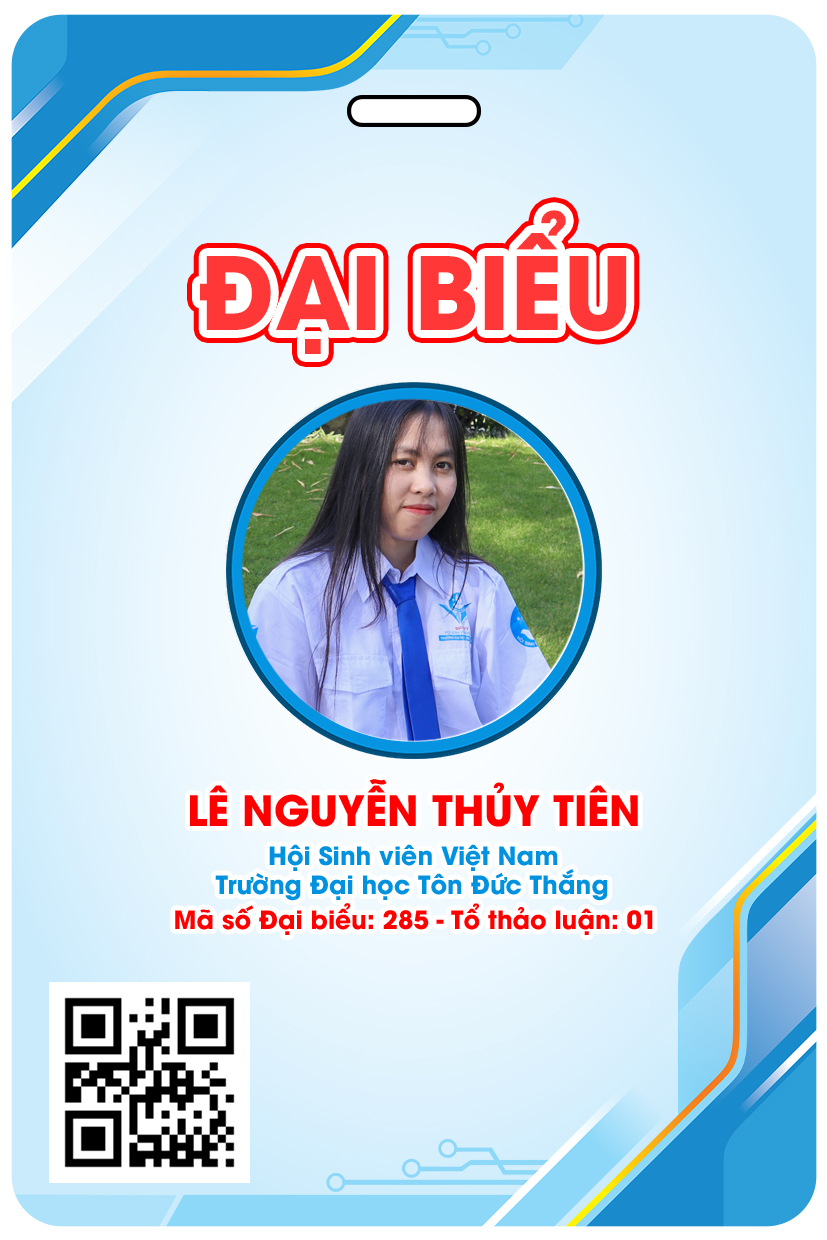 ĐẠI BIỂU
LÊ NGUYỄN THỦY TIÊN
Hội Sinh viên Việt Nam
Trường Đại học Tôn Đức Thắng
Mã số Đại biểu: 285 - Tổ thảo luận: 01